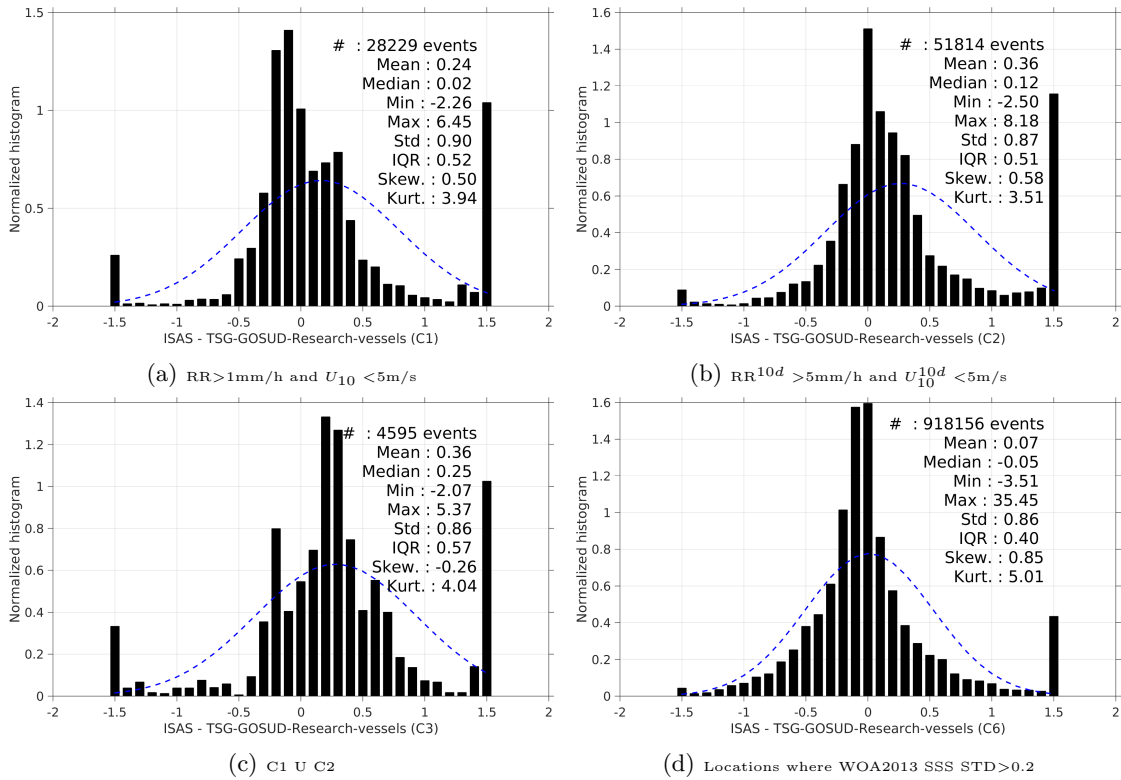 1.5
1
0.5
0
Normalized histogram
# : 28229 events
Mean : 0.24
Median : 0.02
Min : -2.26
Max : 6.45
Std : 0.90
IQR : 0.52
Skew. : 0.50
Kurt. : 3.94
-2 -1.5 -1 -0.5 0 0.5 1 1.5 2
ISAS - TSG-GOSUD-Research-vessels (C1)
(a) RR>1mm/h and U10 <5m/s
1.6
1.4
1.2
1
0.8
0.6
0.4
0.2
0
Normalized histogram
# : 51814 events
Mean : 0.36
Median : 0.12
Min : -2.50
Max : 8.18
Std : 0.87
IQR : 0.51
Skew. : 0.58
Kurt. : 3.51
-2 -1.5 -1 -0.5 0 0.5 1 1.5 2
ISAS - TSG-GOSUD-Research-vessels (C2)
(b) RR10d >5mm/h and U10d10 <5m/s
1.4
1.2
1
0.8
0.6
0.4
0.2
0
Normalized histogram
# : 4595 events
Mean : 0.36
Median : 0.25
Min : -2.07
Max : 5.37
Std : 0.86
IQR : 0.57
Skew. : -0.26
Kurt. : 4.04
-2 -1.5 -1 -0.5 0 0.5 1 1.5 2
ISAS - TSG-GOSUD-Research-vessels (C3)
(c) C1 U C2
1.6
1.4
1.2
1
0.8
0.6
0.4
0.2
0
Normalized histogram
# : 918156 events
Mean : 0.07
Median : -0.05
Min : -3.51
Max : 35.45
Std : 0.86
IQR : 0.40
Skew. : 0.85
Kurt. : 5.01
-2 -1.5 -1 -0.5 0 0.5 1 1.5 2
ISAS - TSG-GOSUD-Research-vessels (C6)
(d) Locations where WOA2013 SSS STD>0.2